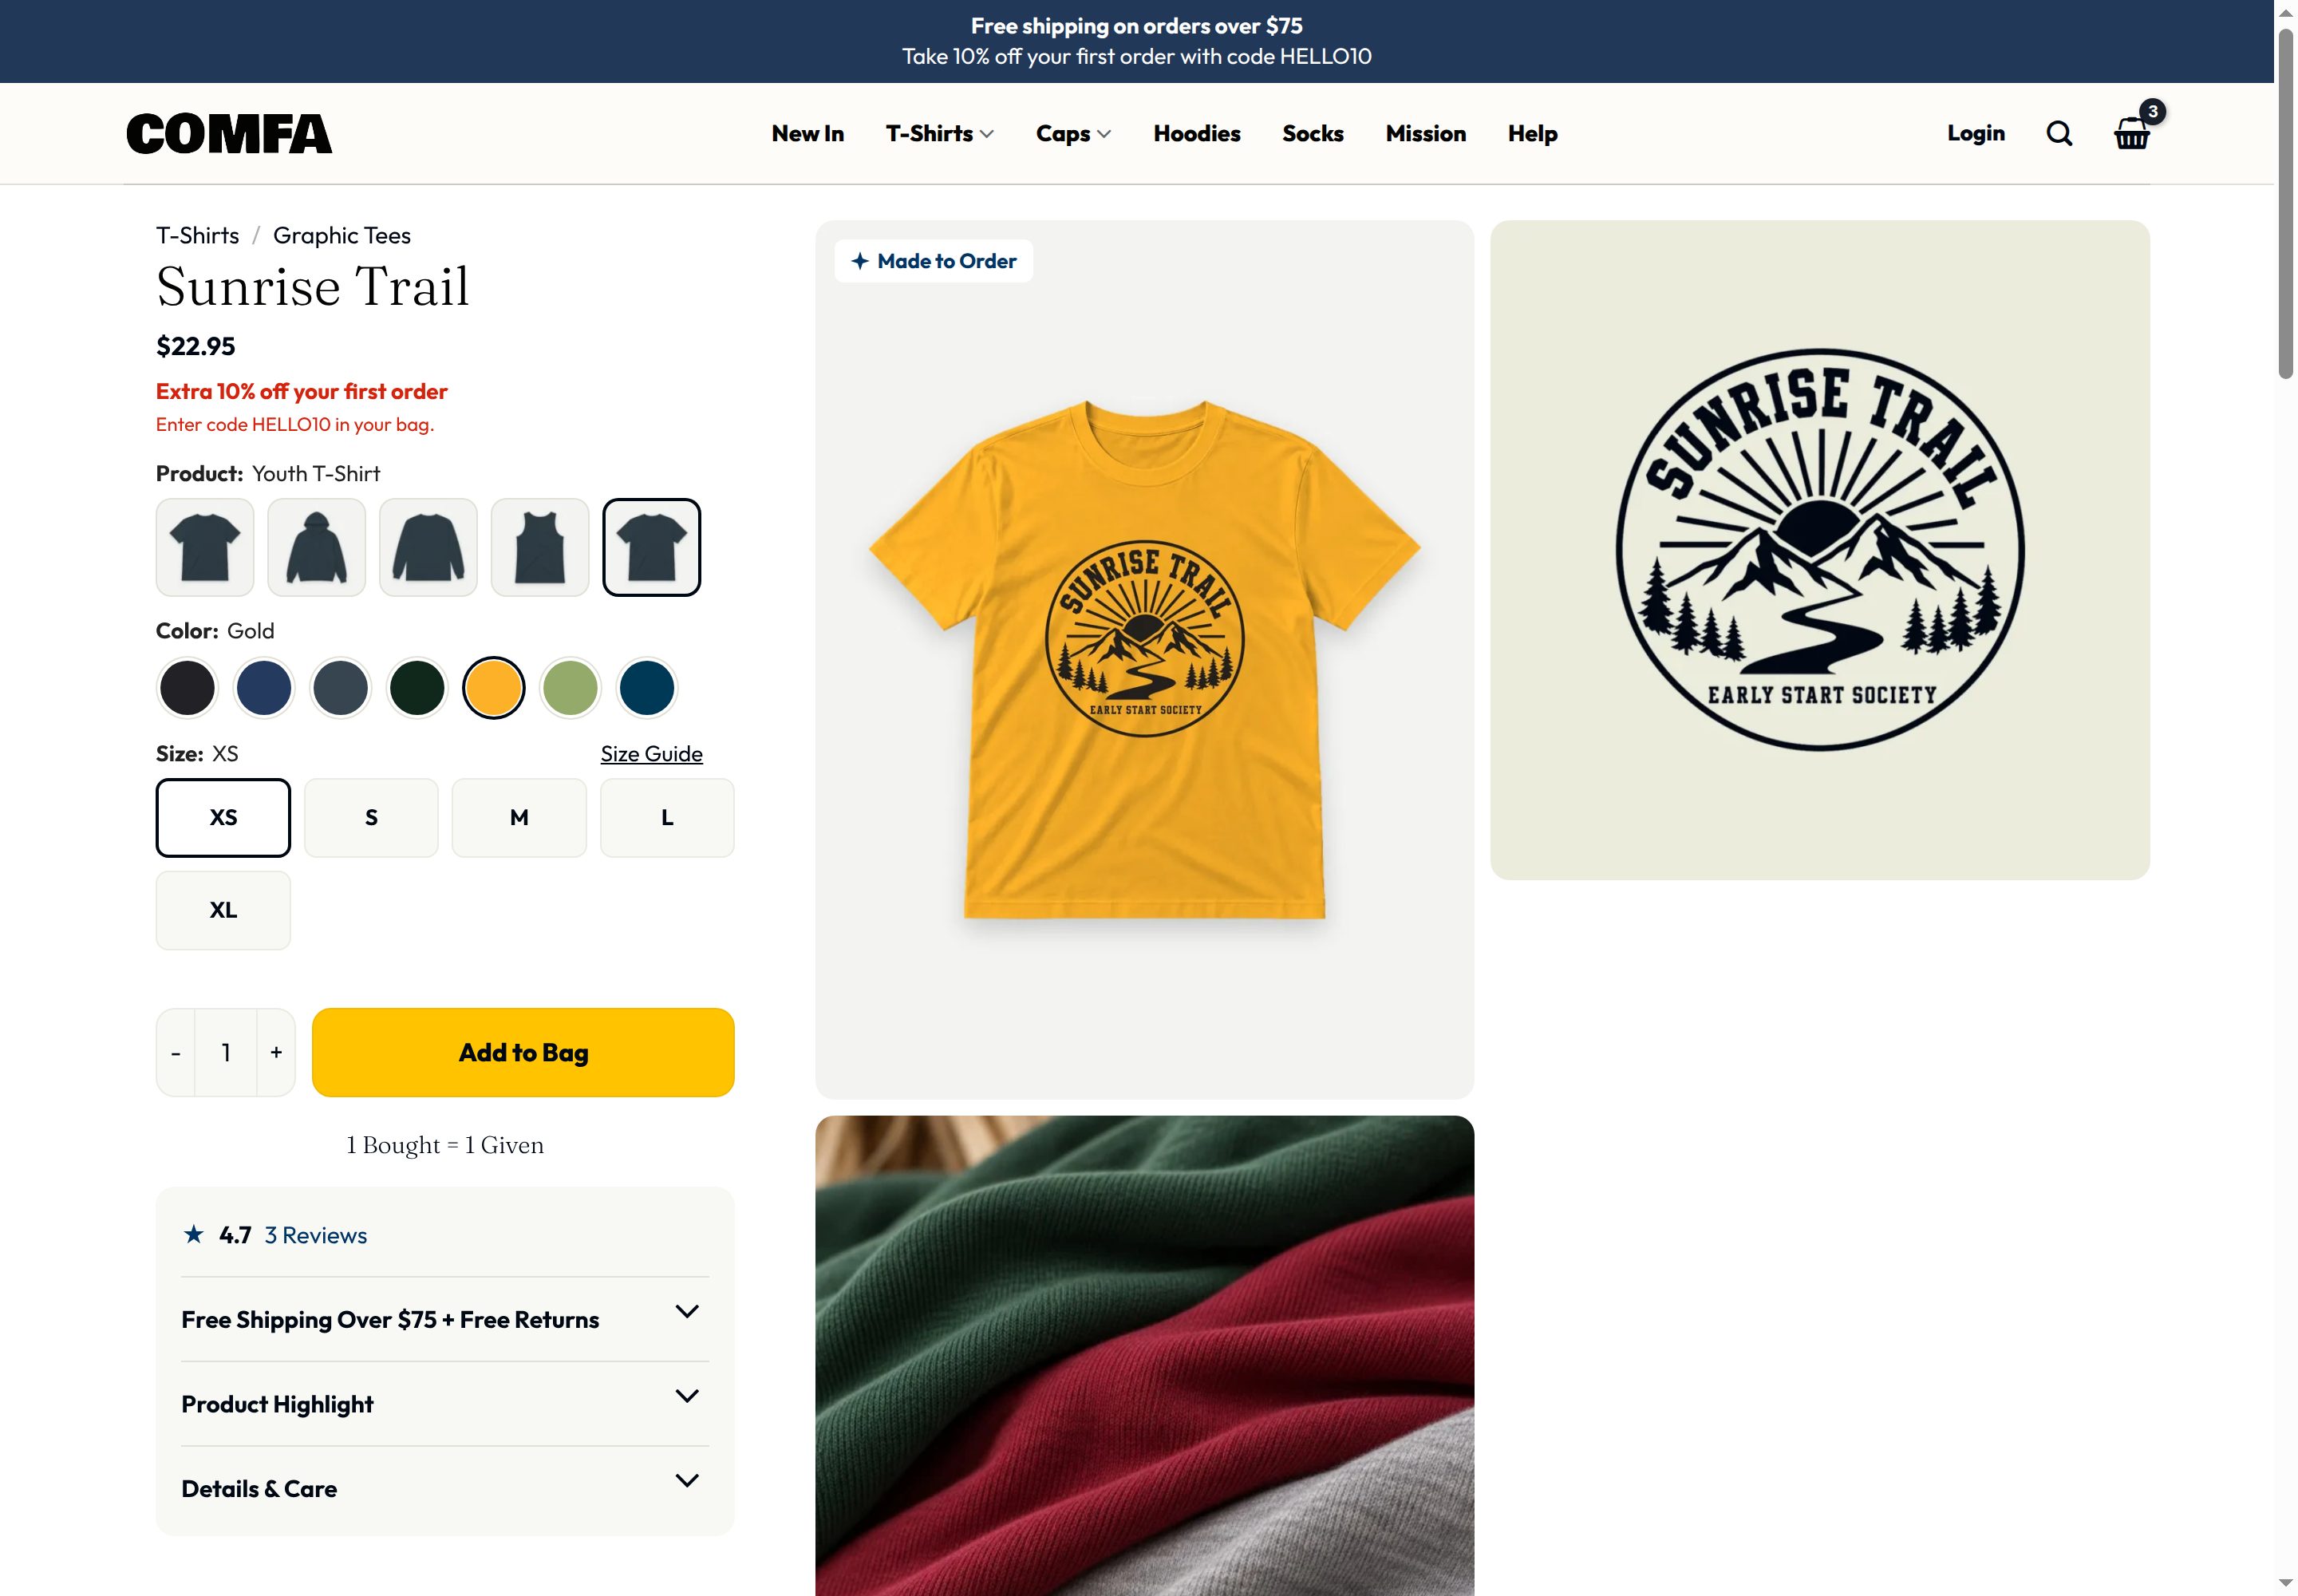 Free shipping on orders over $75
Take 10% off your first order with code HELLO10
COMFA
New In
T-Shirts
Caps
Hoodies
Socks
Mission
Help
Login
3
T-Shirts / Graphic Tees
Sunrise Trail
$22.95
Extra 10% off your first order
Enter code HELLO10 in your bag.
Product: Youth T-Shirt
Color: Gold
Size: XS
Size Guide
XS
S
M
L
XL
- 1 +
Add to Bag
1 Bought = 1 Given
★ 4.7 3 Reviews
Free Shipping Over $75 + Free Returns
Product Highlight
Details & Care
Made to Order
SUNRISE TRAIL
EARLY START SOCIETY
SUNRISE TRAIL
EARLY START SOCIETY